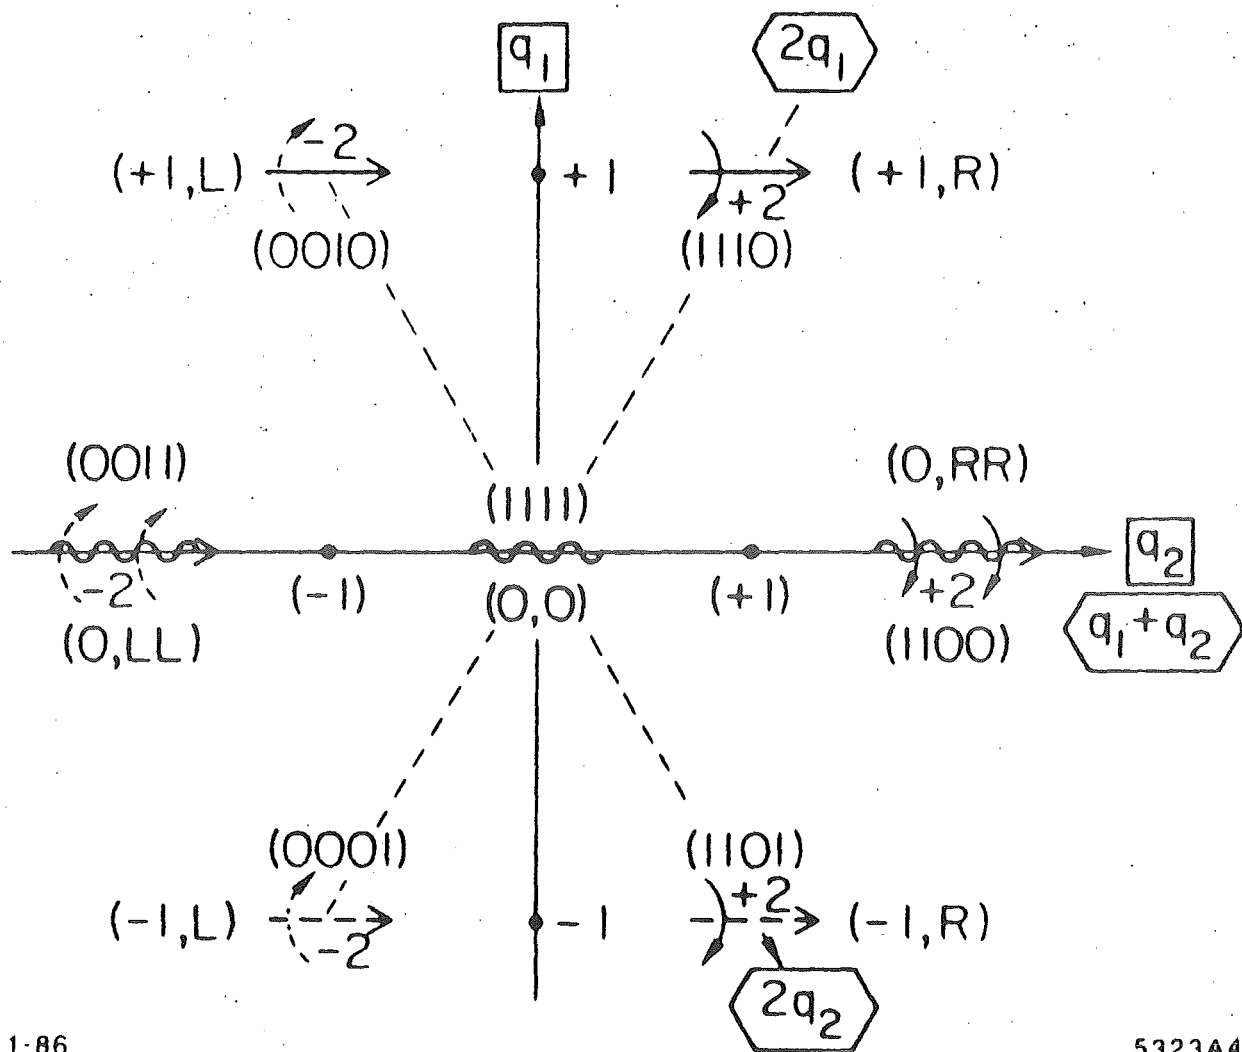 q₁
2q₁
(+1,L) -2 +1 +2 (+1,R)
(0010) (1110)
(0011) (1111) (0,RR)
q₂
-2 (-1) (0,0) (+1) +2
(0,LL) (1100) q₁+q₂
(0001) (1101)
(-1,L) -2 -1 +2 (-1,R)
2q₂
1-86 5323A4